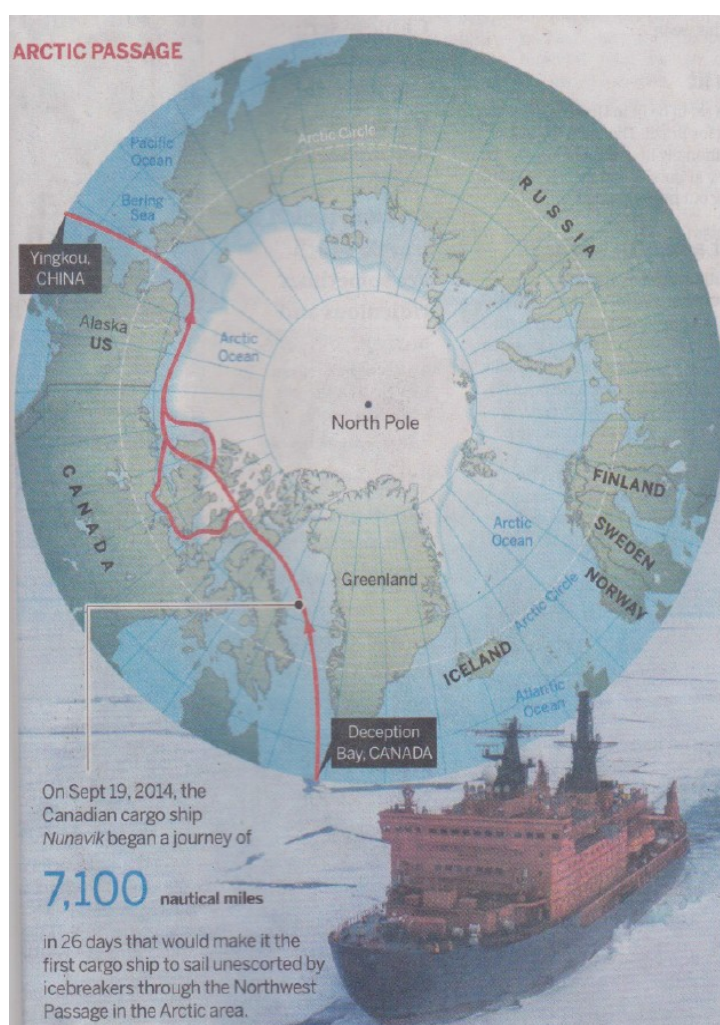 ARCTIC PASSAGE
Arctic Circle
Pacific
Ocean
Bering
Sea
RUSSIA
Yingkou,
CHINA
Alaska
US
Arctic
Ocean
North Pole
CANADA
FINLAND
SWEDEN
NORWAY
Arctic
Ocean
Greenland
Arctic Circle
ICELAND
Atlantic
Ocean
Deception
Bay, CANADA
On Sept 19, 2014, the
Canadian cargo ship
Nunavik began a journey of
7,100 nautical miles
in 26 days that would make it the
first cargo ship to sail unescorted by
icebreakers through the Northwest
Passage in the Arctic area.